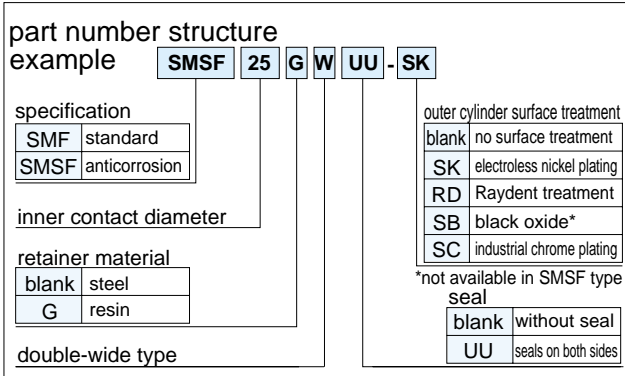 part number structure
example SMSF 25 G W UU - SK
specification
SMF standard
SMSF anticorrosion
inner contact diameter
retainer material
blank steel
G resin
double-wide type
outer cylinder surface treatment
blank no surface treatment
SK electroless nickel plating
RD Raydent treatment
SB black oxide*
SC industrial chrome plating
*not available in SMSF type
seal
blank without seal
UU seals on both sides